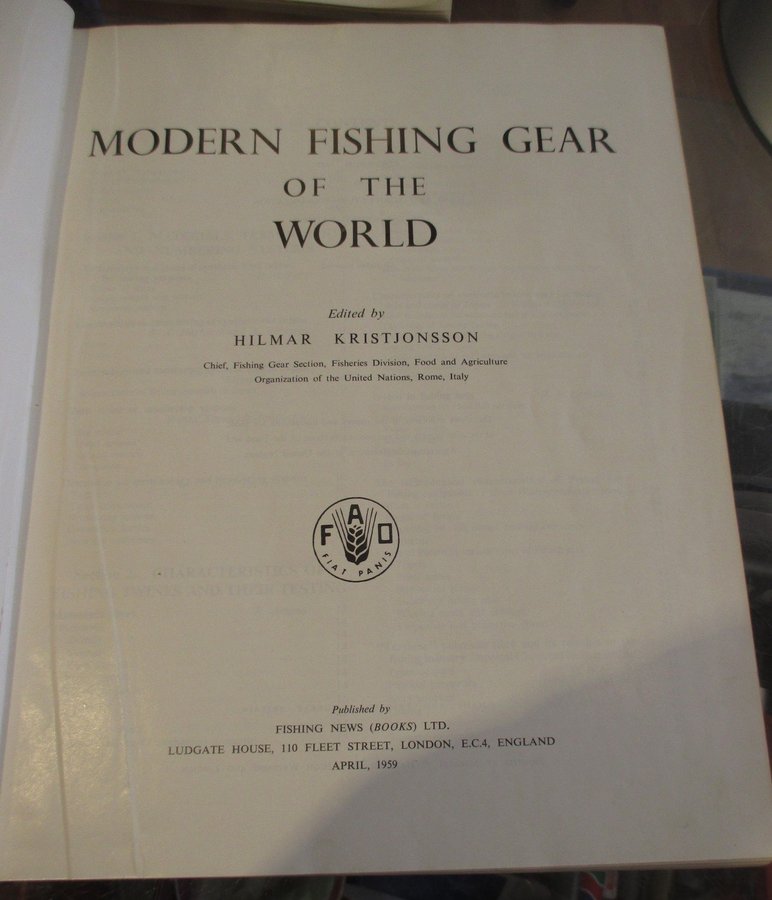 MODERN FISHING GEAR
OF THE
WORLD
Edited by
HILMAR KRISTJONSSON
Chief, Fishing Gear Section, Fisheries Division, Food and Agriculture
Organization of the United Nations, Rome, Italy
F A O
FIAT PANIS
Published by
FISHING NEWS (BOOKS) LTD.
LUDGATE HOUSE, 110 FLEET STREET, LONDON, E.C.4, ENGLAND
APRIL, 1959